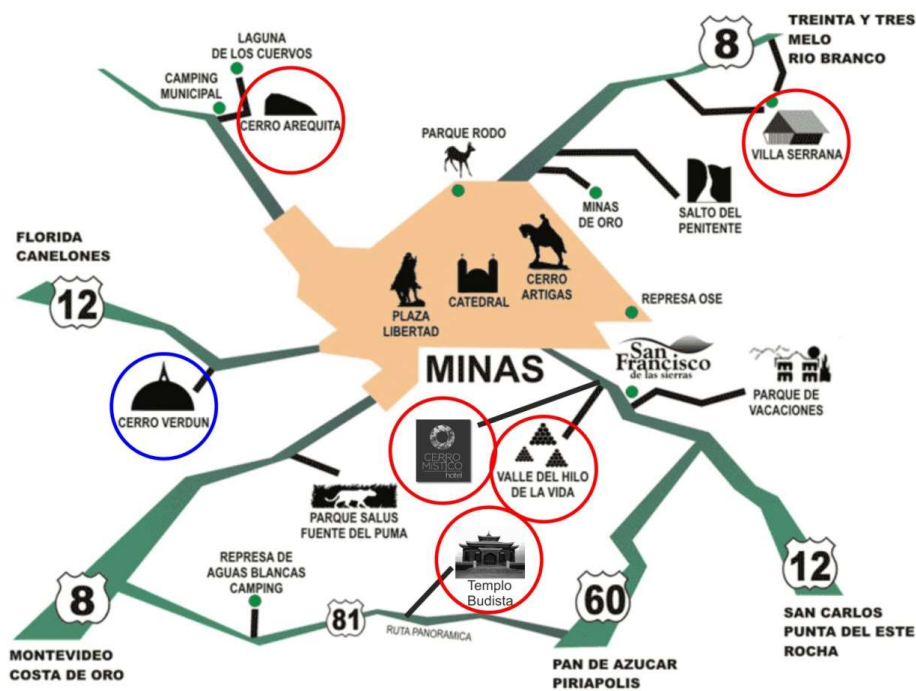 LAGUNA
DE LOS CUERVOS
CAMPING
MUNICIPAL
CERRO AREQUITA
8
TREINTA Y TRES
MELO
RIO BRANCO
VILLA SERRANA
PARQUE RODO
MINAS
DE ORO
SALTO DEL
PENITENTE
FLORIDA
CANELONES
12
PLAZA
LIBERTAD
CATEDRAL
CERRO
ARTIGAS
REPRESA OSE
MINAS
San
Francisco
de las sierras
PARQUE DE
VACACIONES
CERRO VERDUN
CERRO
MÍSTICO
hotel
VALLE DEL HILO
DE LA VIDA
PARQUE SALUS
FUENTE DEL PUMA
REPRESA DE
AGUAS BLANCAS
CAMPING
Templo
Budista
8
81
RUTA PANORAMICA
60
12
MONTEVIDEO
COSTA DE ORO
PAN DE AZUCAR
PIRIAPOLIS
SAN CARLOS
PUNTA DEL ESTE
ROCHA